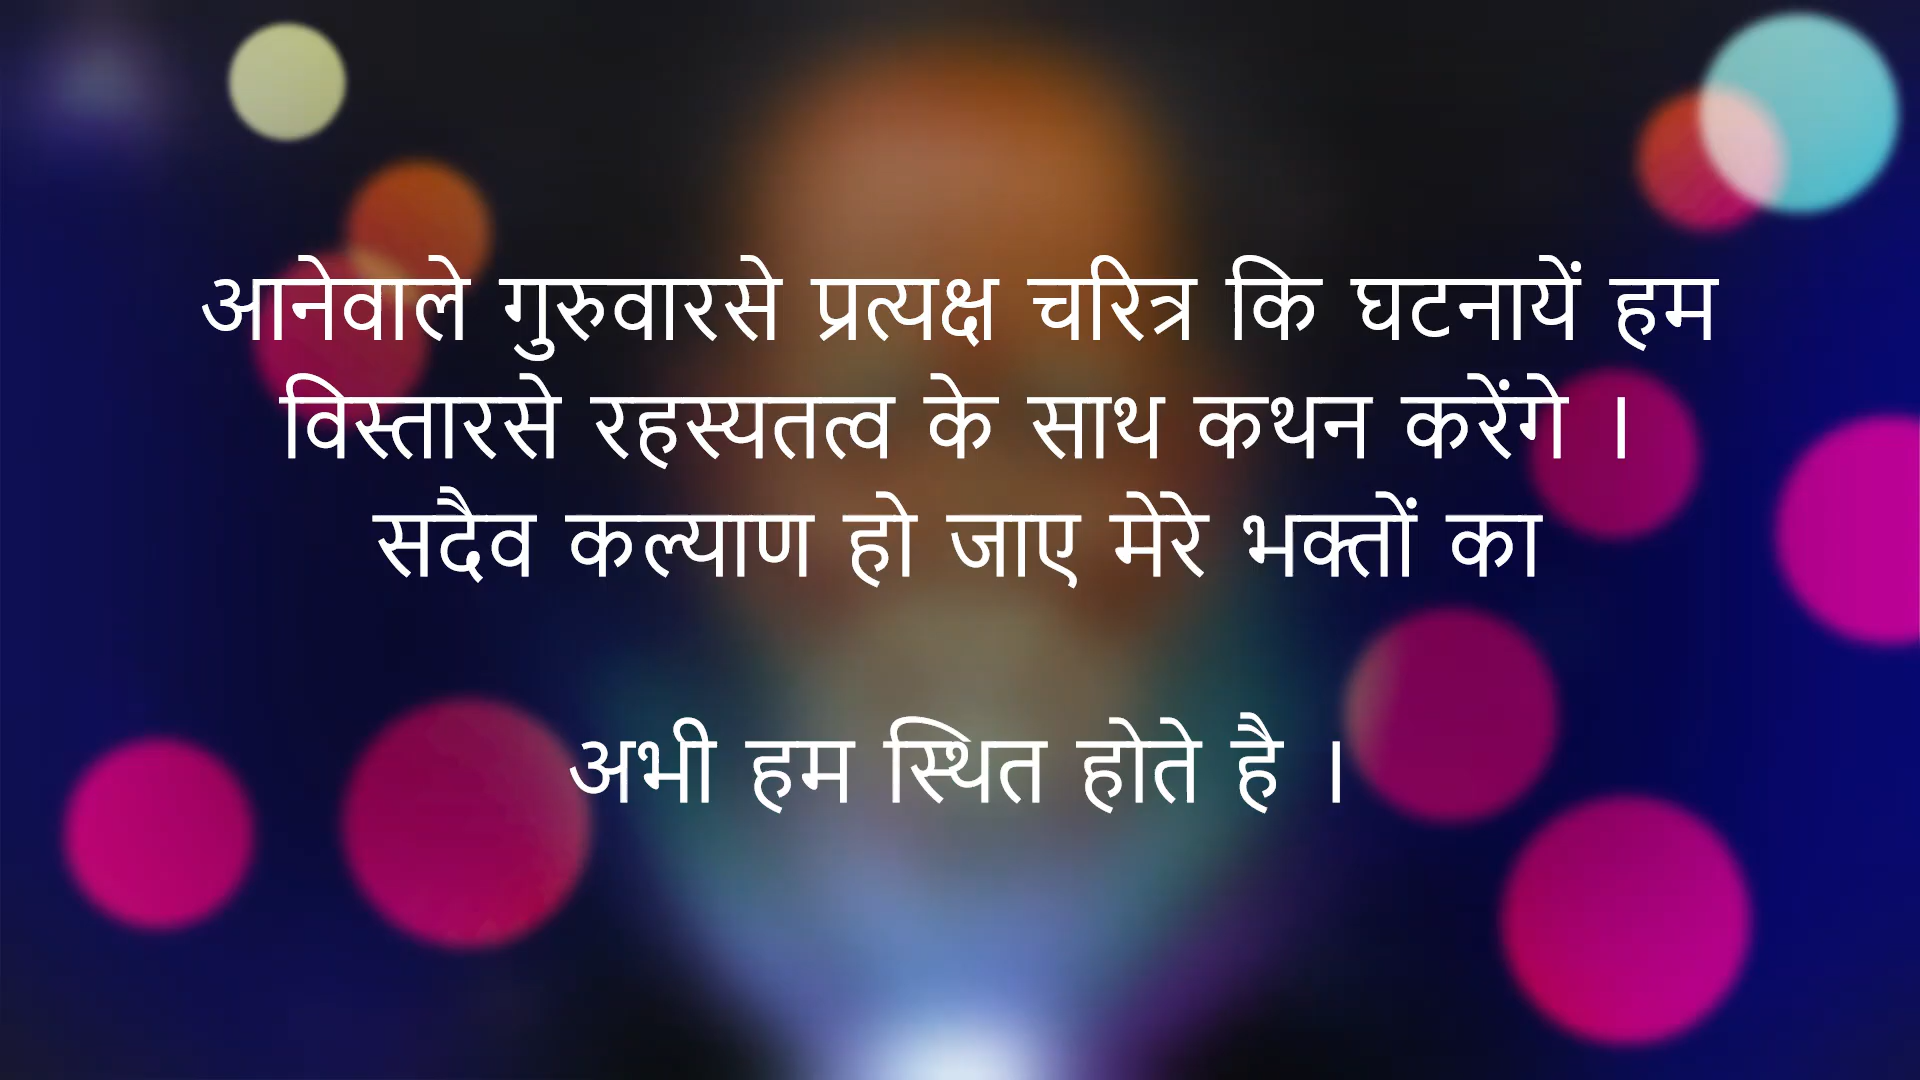 आनेवाले गुरुवारसे प्रत्यक्ष चरित्र कि घटनायें हम
विस्तारसे रहस्यतत्व के साथ कथन करेंगे ।
सदैव कल्याण हो जाए मेरे भक्तों का
अभी हम स्थित होते है ।